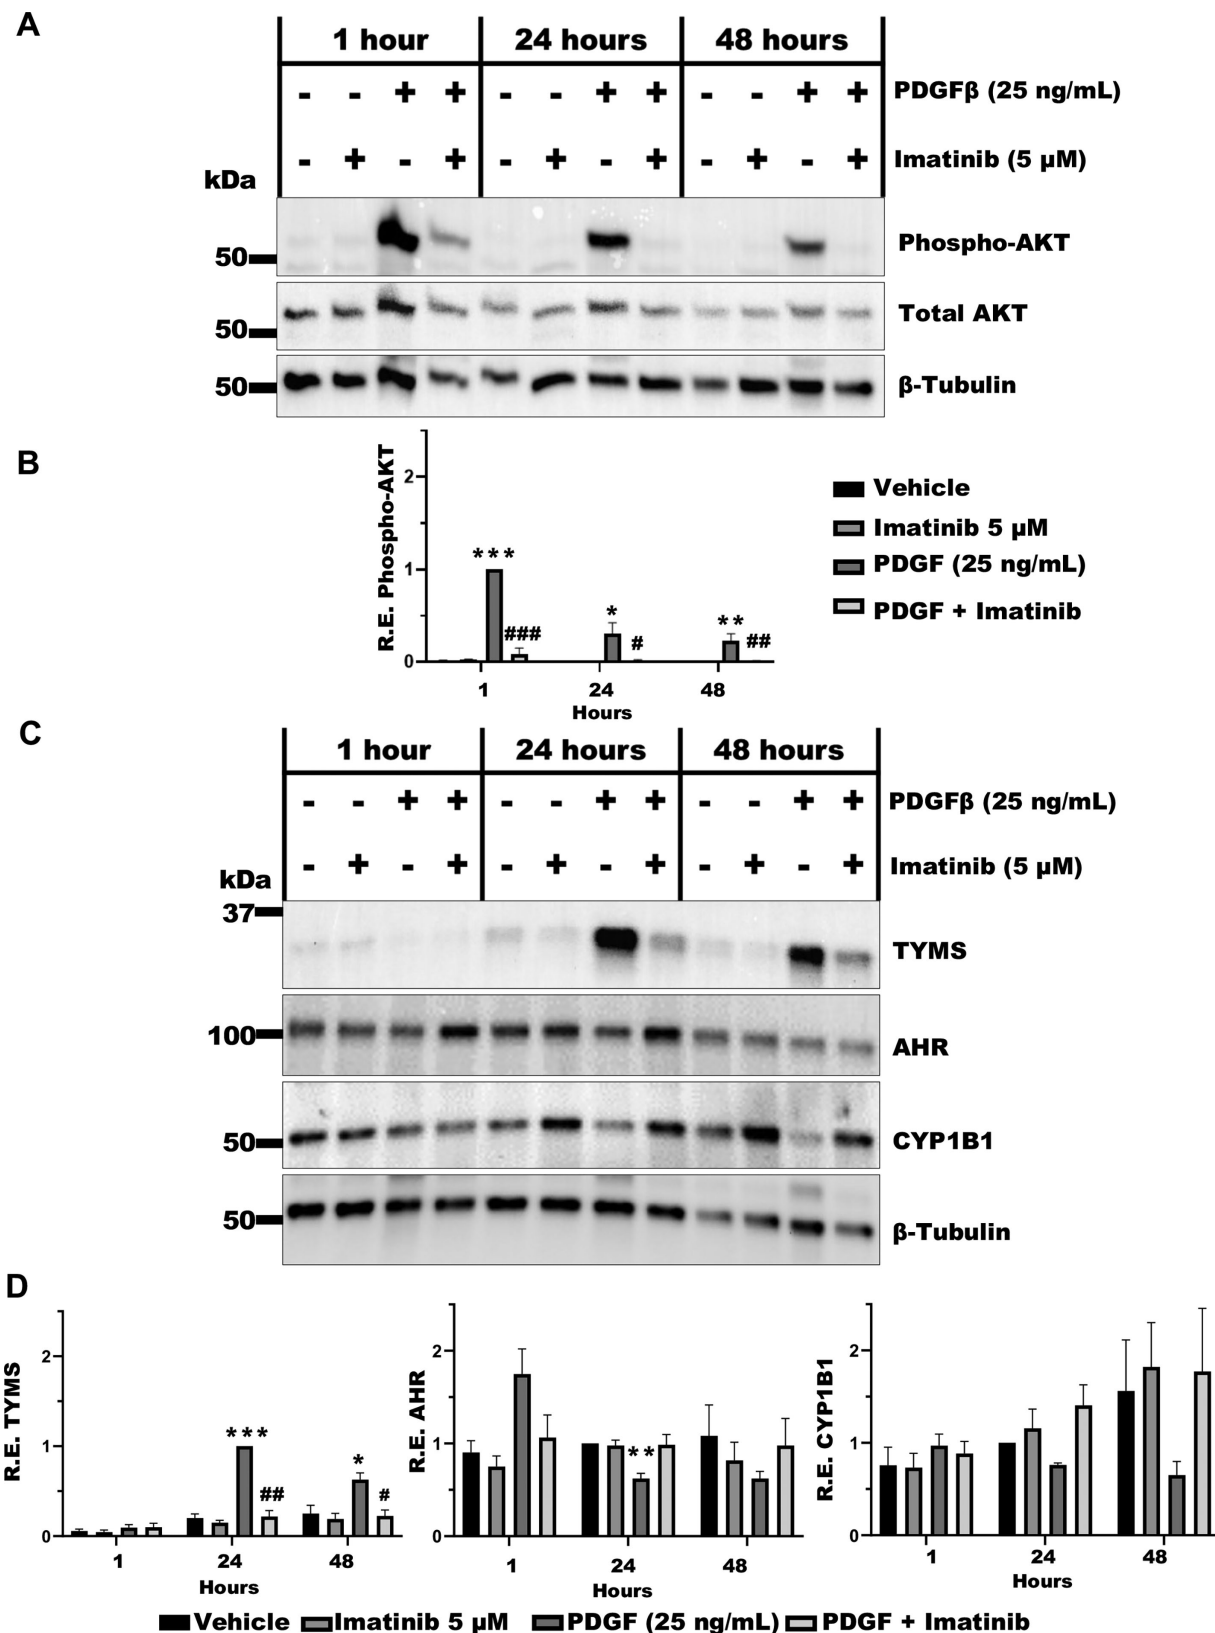 A
1 hour 24 hours 48 hours
- - + + - - + + - - + + PDGFβ (25 ng/mL)
- + - + - + - + - + - + Imatinib (5 µM)
kDa
50 Phospho-AKT
50 Total AKT
50 β-Tubulin
B
R.E. Phospho-AKT
2
1
0
***
###
*
#
**
##
1 24 48
Hours
Vehicle
Imatinib 5 µM
PDGF (25 ng/mL)
PDGF + Imatinib
C
1 hour 24 hours 48 hours
- - + + - - + + - - + + PDGFβ (25 ng/mL)
- + - + - + - + - + - + Imatinib (5 µM)
kDa
37
TYMS
100 AHR
50 CYP1B1
50 β-Tubulin
D
R.E. TYMS
2
1
0
***
##
*
#
1 24 48
Hours
R.E. AHR
2
1
0
**
1 24 48
Hours
R.E. CYP1B1
2
1
0
1 24 48
Hours
Vehicle Imatinib 5 µM PDGF (25 ng/mL) PDGF + Imatinib